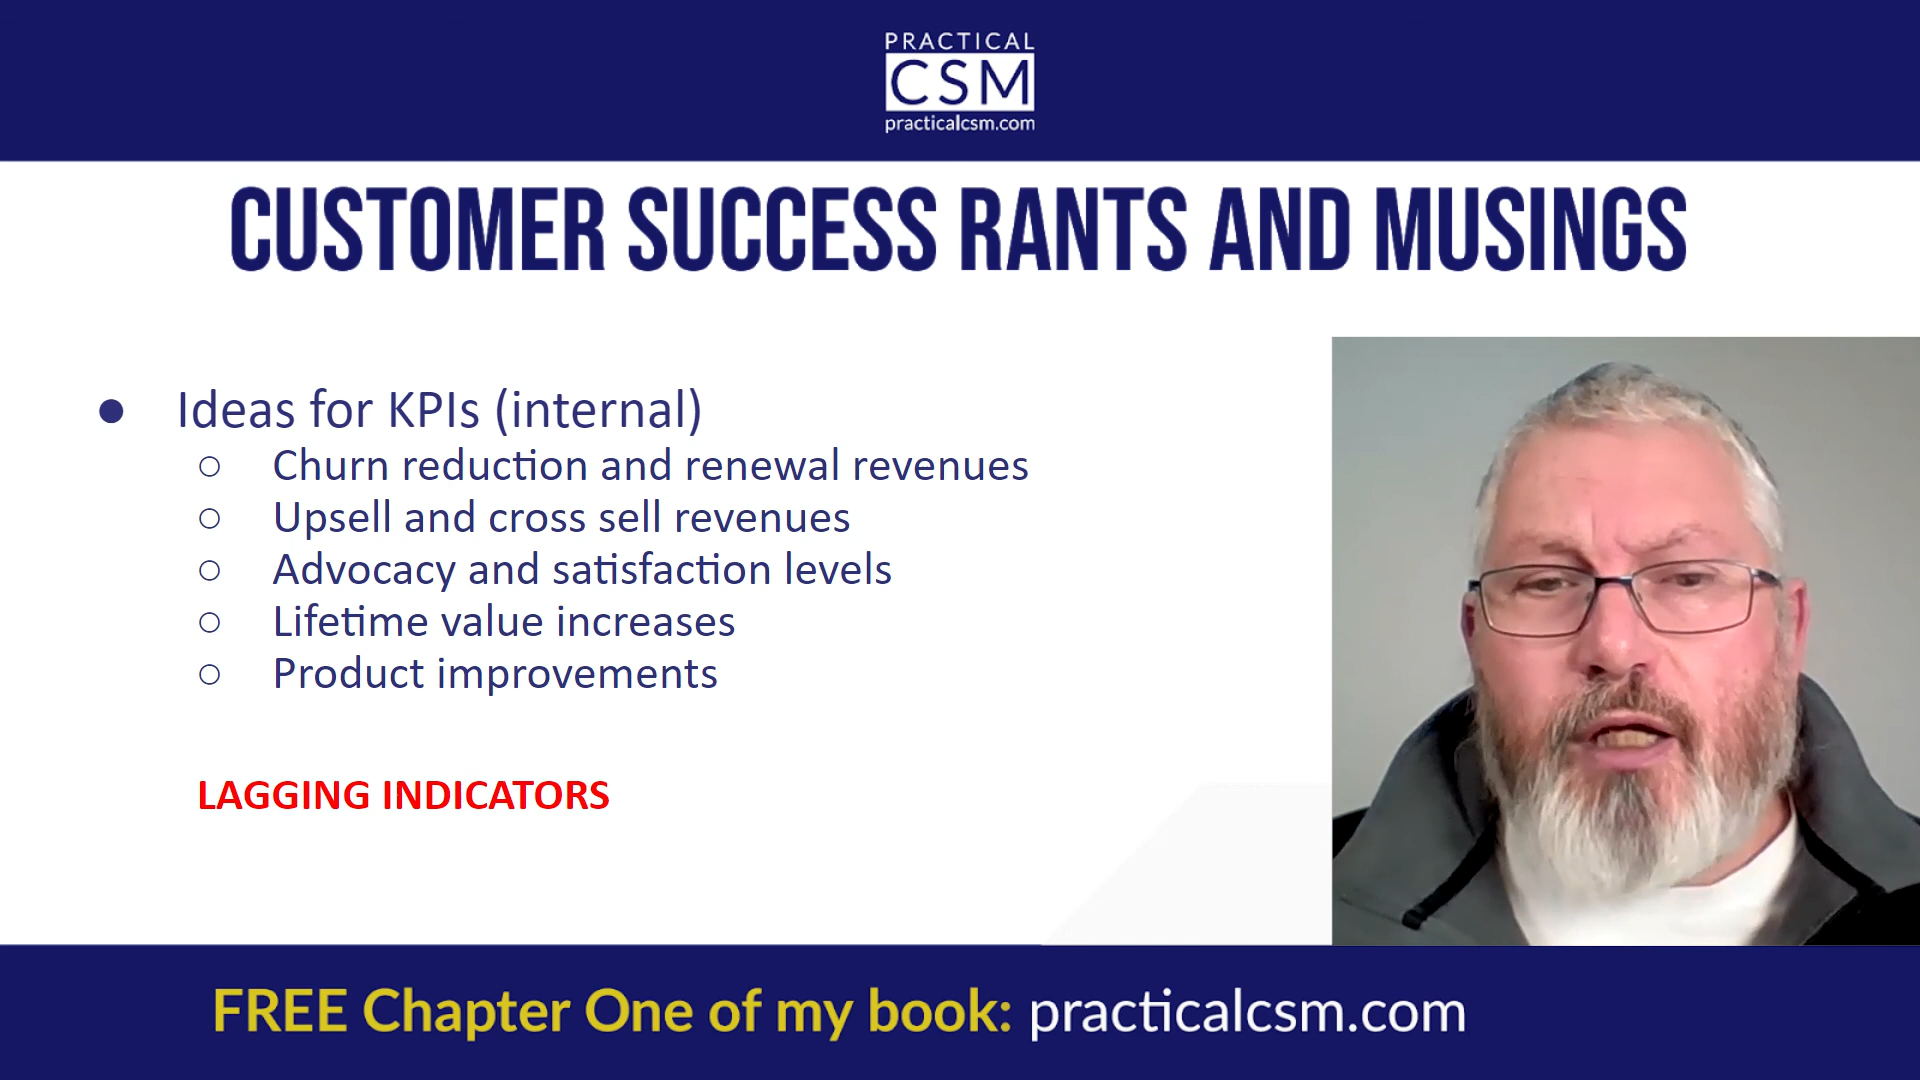 PRACTICAL
CSM
practicalcsm.com
CUSTOMER SUCCESS RANTS AND MUSINGS
● Ideas for KPIs (internal)
○ Churn reduction and renewal revenues
○ Upsell and cross sell revenues
○ Advocacy and satisfaction levels
○ Lifetime value increases
○ Product improvements
LAGGING INDICATORS
FREE Chapter One of my book: practicalcsm.com